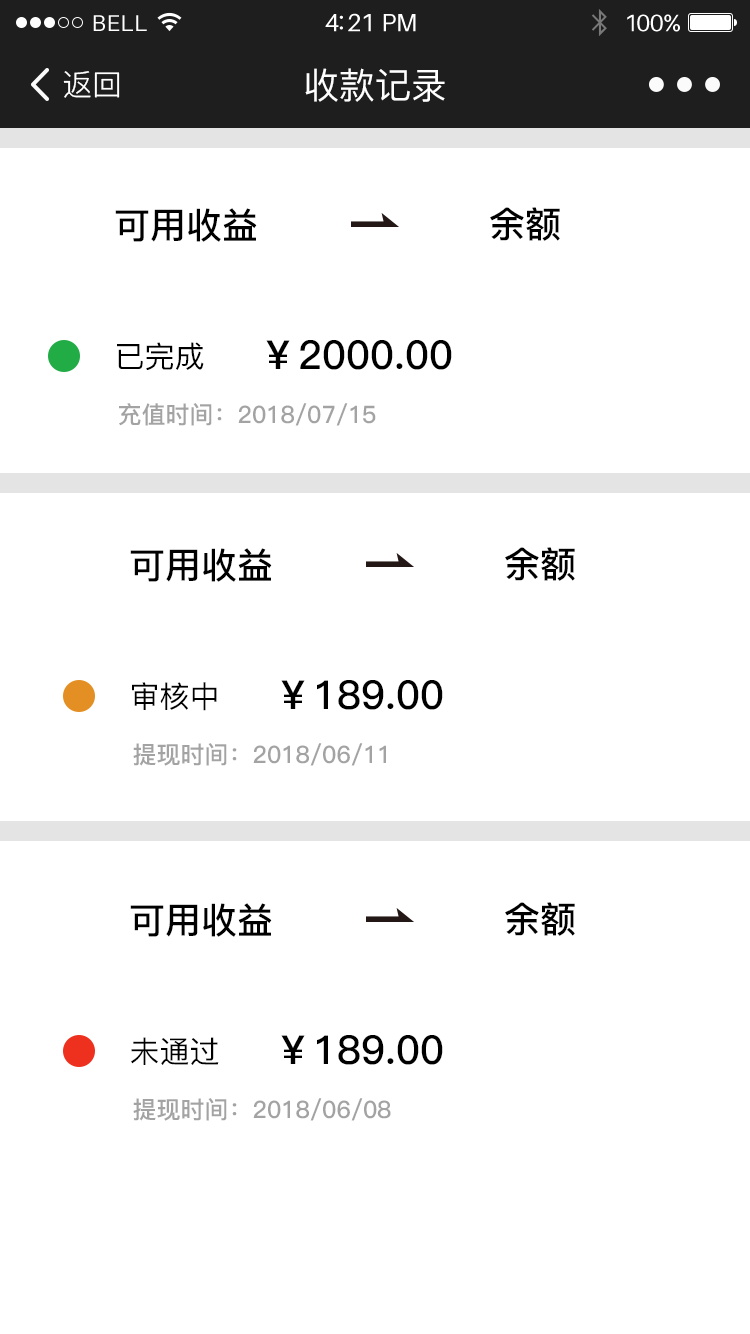 BELL 4:21 PM 100%
返回 收款记录
可用收益 余额
已完成 ¥ 2000.00
充值时间：2018/07/15
可用收益 余额
审核中 ¥ 189.00
提现时间：2018/06/11
可用收益 余额
未通过 ¥ 189.00
提现时间：2018/06/08